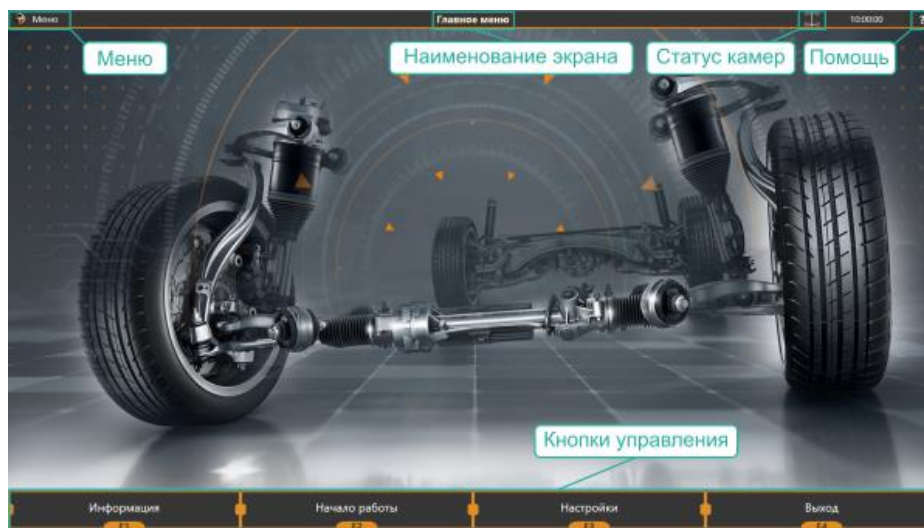 Меню
Главное меню
10:00:00
?
Меню
Наименование экрана
Статус камер
Помощь
Кнопки управления
Информация
Начало работы
Настройки
Выход
F1
F2
F3